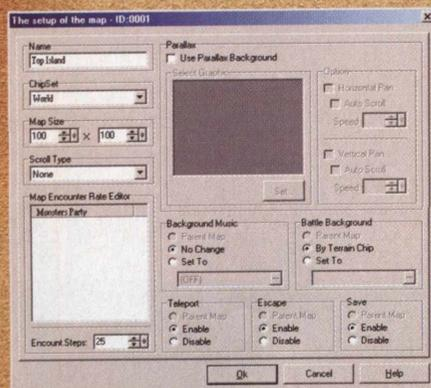 The setup of the map - ID:0001
Name
Top Island
ChipSet
World
Map Size
100 × 100
Scroll Type
None
Map Encounter Rate Editor
Monsters Party
Encount Steps: 25
Parallax
Use Parallax Background
Select Graphic
Set
Option
Horizontal Pan
Auto Scroll
Speed
Vertical Pan
Auto Scroll
Speed
Background Music
Parent Map
No Change
Set To
(OFF)
Battle Background
Parent Map
By Terrain Chip
Set To
Teleport
Parent Map
Enable
Disable
Escape
Parent Map
Enable
Disable
Save
Parent Map
Enable
Disable
Ok
Cancel
Help